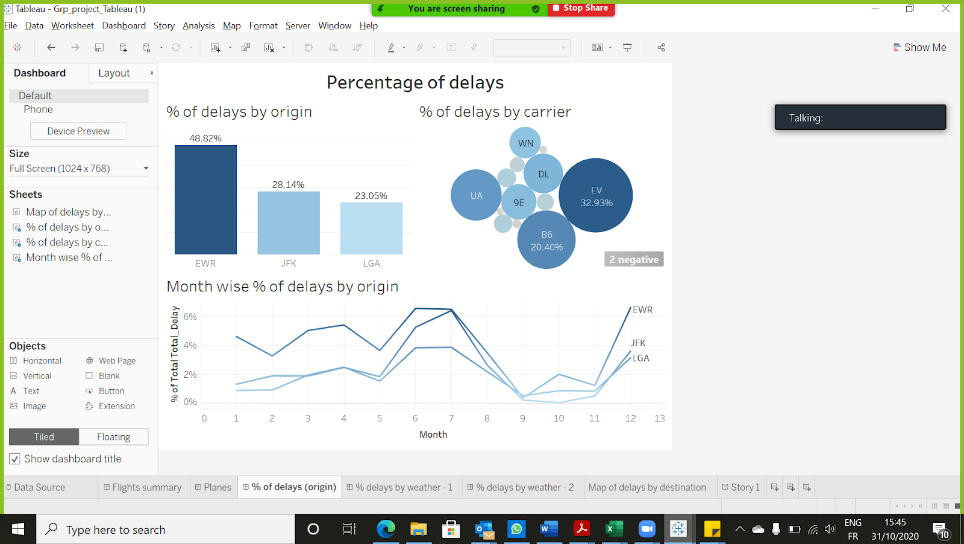 Tableau - Grp_project_Tableau (1)
You are screen sharing
Stop Share
File Data Worksheet Dashboard Story Analysis Map Format Server Window Help
Show Me
Dashboard Layout
Default
Phone
Device Preview
Size
Full Screen (1024 x 768)
Sheets
Map of delays by...
% of delays by o...
% of delays by c...
Month wise % of ...
Objects
Horizontal Web Page
Vertical Blank
A Text Button
Image Extension
Tiled Floating
Show dashboard title
Percentage of delays
% of delays by origin
48.82%
28.14%
23.05%
EWR JFK LGA
% of delays by carrier
WN
DL
UA
9E
EV
32.93%
B6
20.40%
2 negative
Talking:
Month wise % of delays by origin
% of Total Total_Delay
6%
4%
2%
0%
EWR
JFK
LGA
0 1 2 3 4 5 6 7 8 9 10 11 12 13
Month
Data Source Flights summary Planes % of delays (origin) % delays by weather - 1 % delays by weather - 2 Map of delays by destination Story 1
Type here to search
ENG
FR
15:45
31/10/2020
10